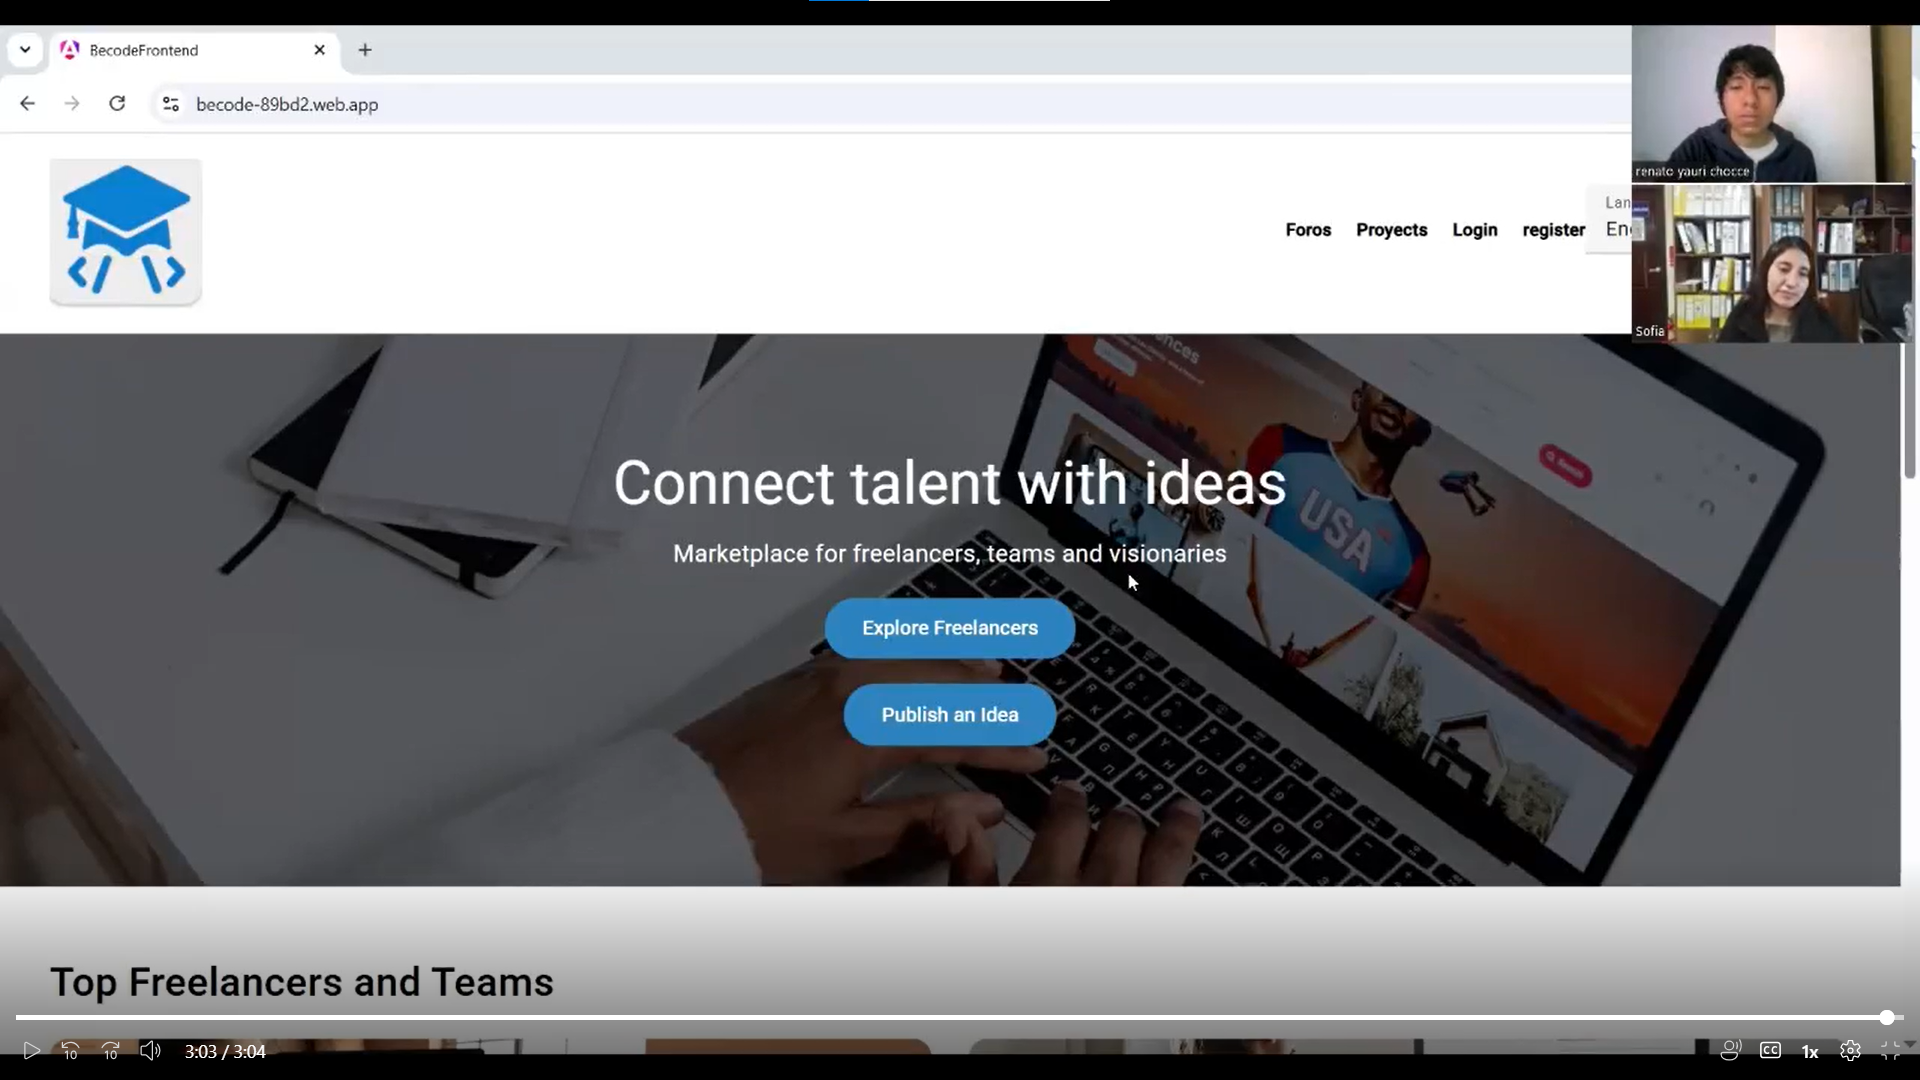 BecodeFrontend
becode-89bd2.web.app
renato yauri chocce
Foros Proyects Login register
Sofia
Connect talent with ideas
Marketplace for freelancers, teams and visionaries
USA
Explore Freelancers
Publish an Idea
Top Freelancers and Teams
10 10 3:03 / 3:04 CC 1x